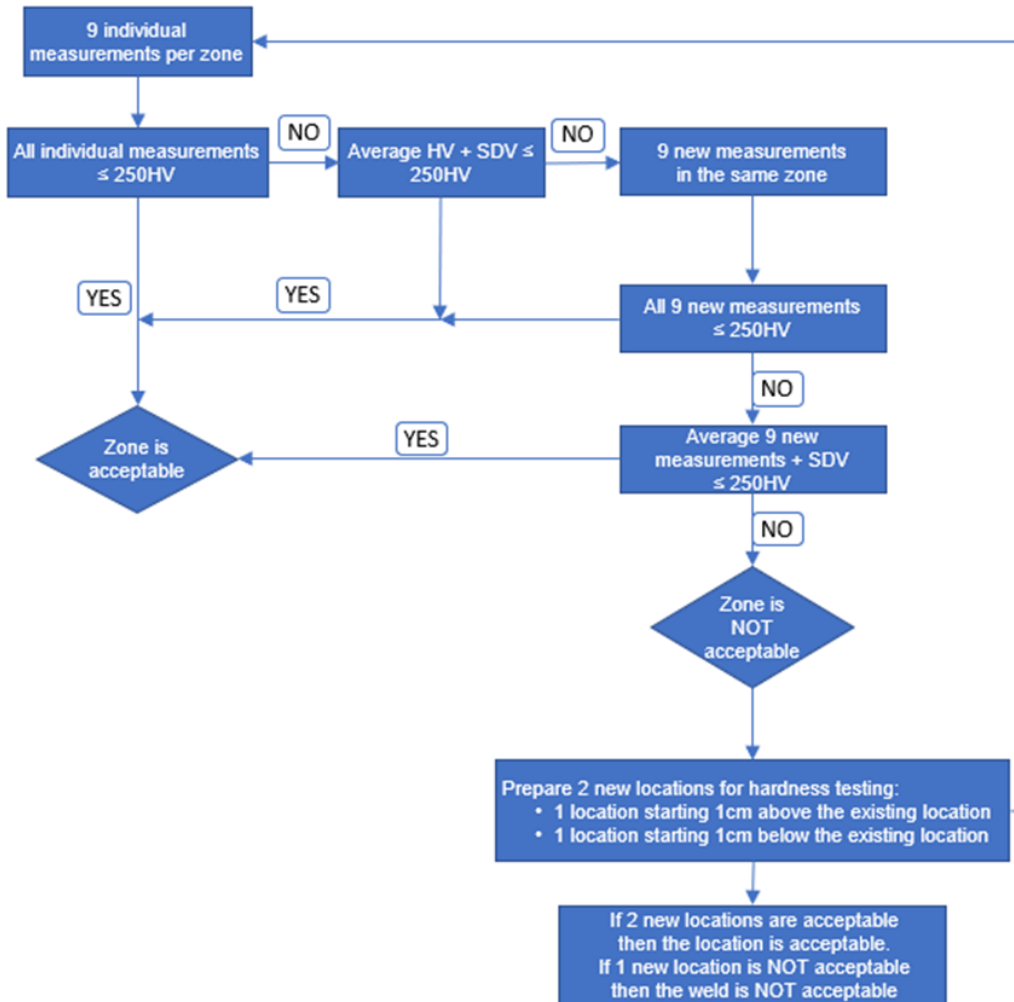 9 individual
measurements per zone
All individual measurements
≤ 250HV
NO
Average HV + SDV ≤
250HV
NO
9 new measurements
in the same zone
YES
YES
All 9 new measurements
≤ 250HV
NO
Zone is
acceptable
YES
Average 9 new
measurements + SDV
≤ 250HV
NO
Zone is
NOT
acceptable
Prepare 2 new locations for hardness testing:
• 1 location starting 1cm above the existing location
• 1 location starting 1cm below the existing location
If 2 new locations are acceptable
then the location is acceptable.
If 1 new location is NOT acceptable
then the weld is NOT acceptable